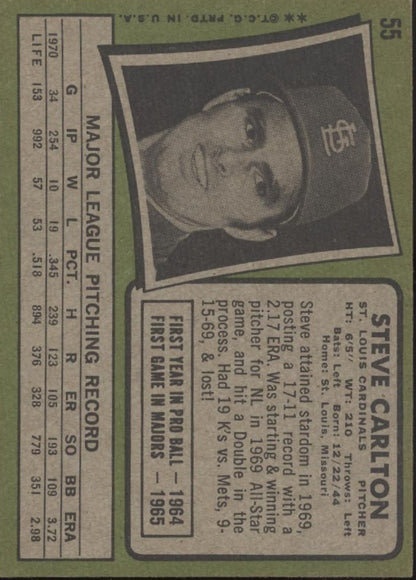 55
STEVE CARLTON
ST. LOUIS CARDINALS PITCHER
HT: 6'5" WT: 210 Throws: Left
Bats: Left Born: 12/22/44
Home: St. Louis, Missouri
Steve attained stardom in 1969,
posting a 17-11 record with a
2.17 ERA. Was starting & winning
pitcher for NL in 1969 All-Star
game, and hit a Double in the
process. Had 19 K's vs. Mets, 9-
15-69, & lost!
FIRST YEAR IN PRO BALL — 1964
FIRST GAME IN MAJORS — 1965
StL
**©T.C.G. PRTD. IN U.S.A.
MAJOR LEAGUE PITCHING RECORD
G IP W L PCT. H R ER SO BB ERA
1970 34 254 10 19 .345 239 123 105 193 109 3.72
LIFE 153 992 57 53 .518 894 376 328 779 351 2.98